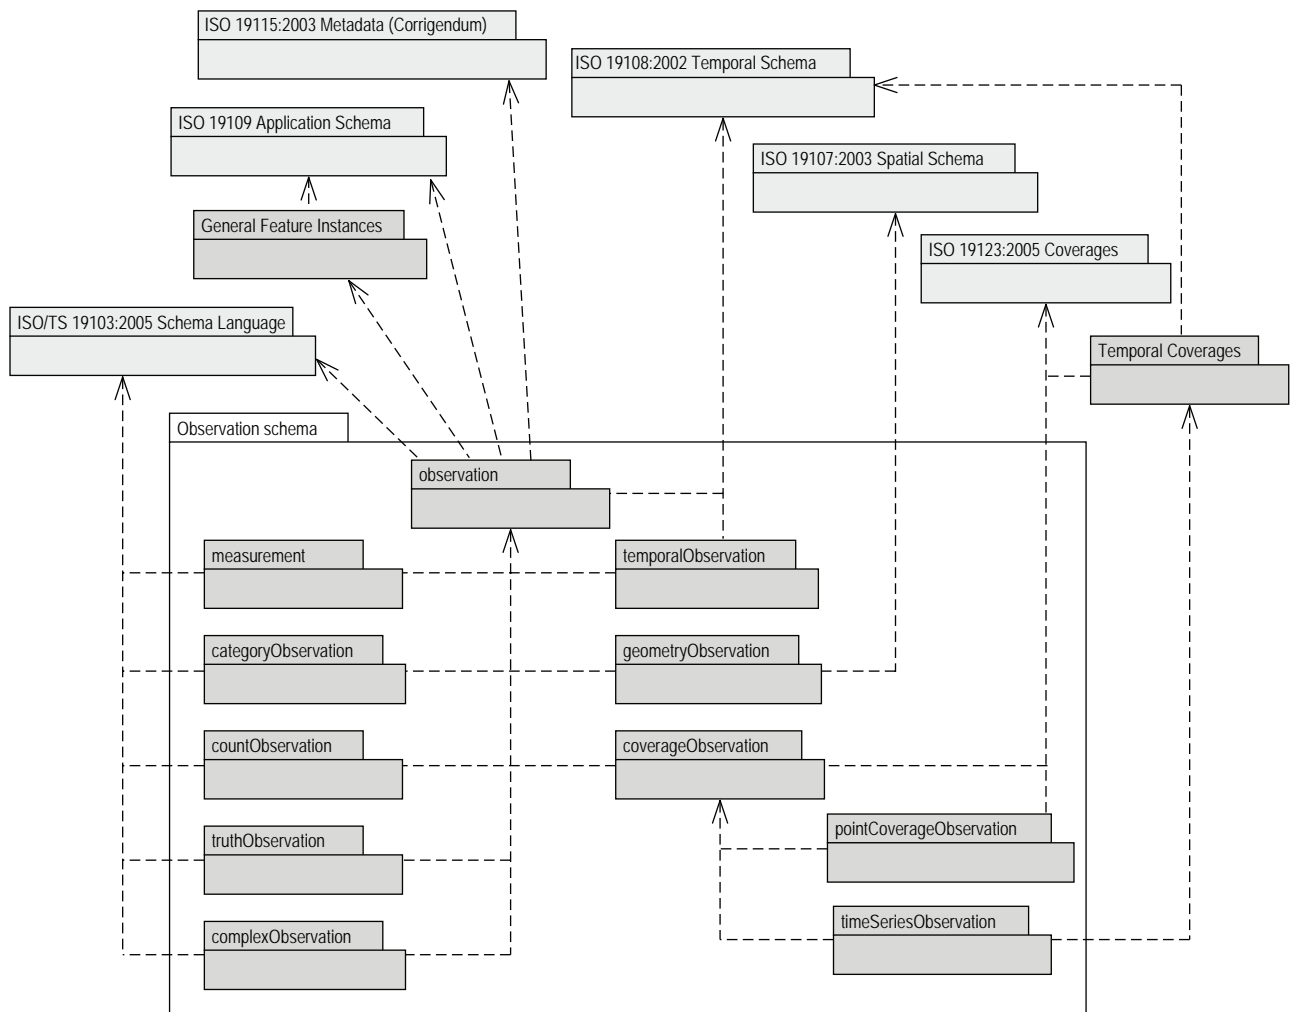 ISO 19115:2003 Metadata (Corrigendum)
ISO 19108:2002 Temporal Schema
ISO 19109 Application Schema
ISO 19107:2003 Spatial Schema
General Feature Instances
ISO 19123:2005 Coverages
ISO/TS 19103:2005 Schema Language
Temporal Coverages
Observation schema
observation
measurement
temporalObservation
categoryObservation
geometryObservation
countObservation
coverageObservation
truthObservation
pointCoverageObservation
complexObservation
timeSeriesObservation